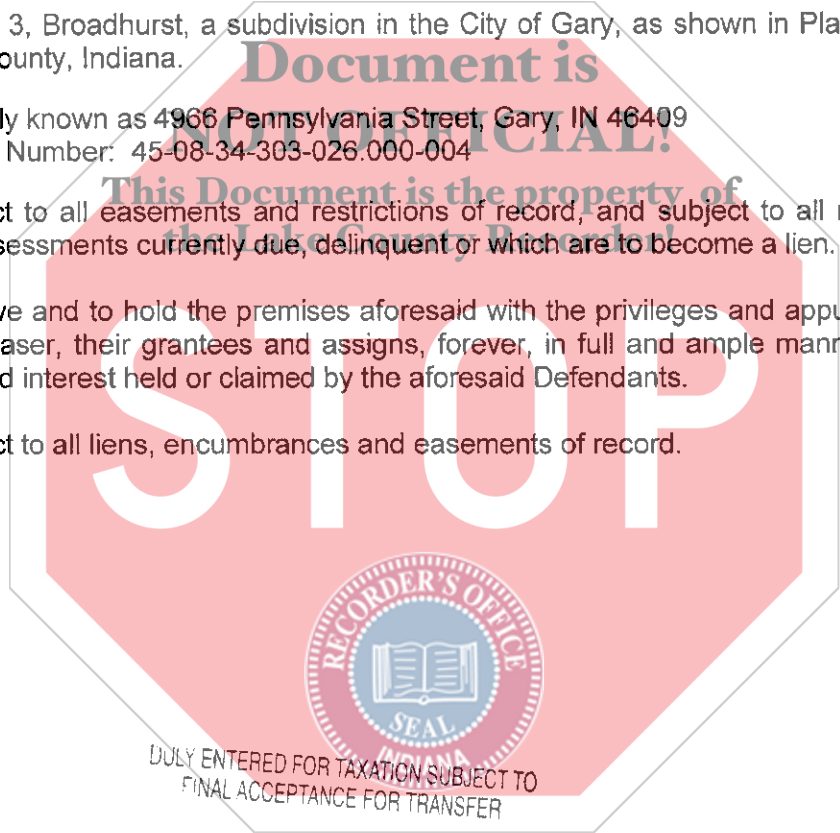 3, Broadhurst, a subdivision in the City of Gary, as shown in Pla
ounty, Indiana.
Document is
ly known as 4966 Pennsylvania Street, Gary, IN 46409
NOT OFFICIAL!
Number: 45-08-34-303-026.000-004
This Document is the property of
ct to all easements and restrictions of record, and subject to all
the Lake County Recorder!
sessments currently due, delinquent or which are to become a lien.
ve and to hold the premises aforesaid with the privileges and appu
aser, their grantees and assigns, forever, in full and ample mann
d interest held or claimed by the aforesaid Defendants.
STOP
ct to all liens, encumbrances and easements of record.
RECORDER'S OFFICE
SEAL
INDIANA
DULY ENTERED FOR TAXATION SUBJECT TO
FINAL ACCEPTANCE FOR TRANSFER